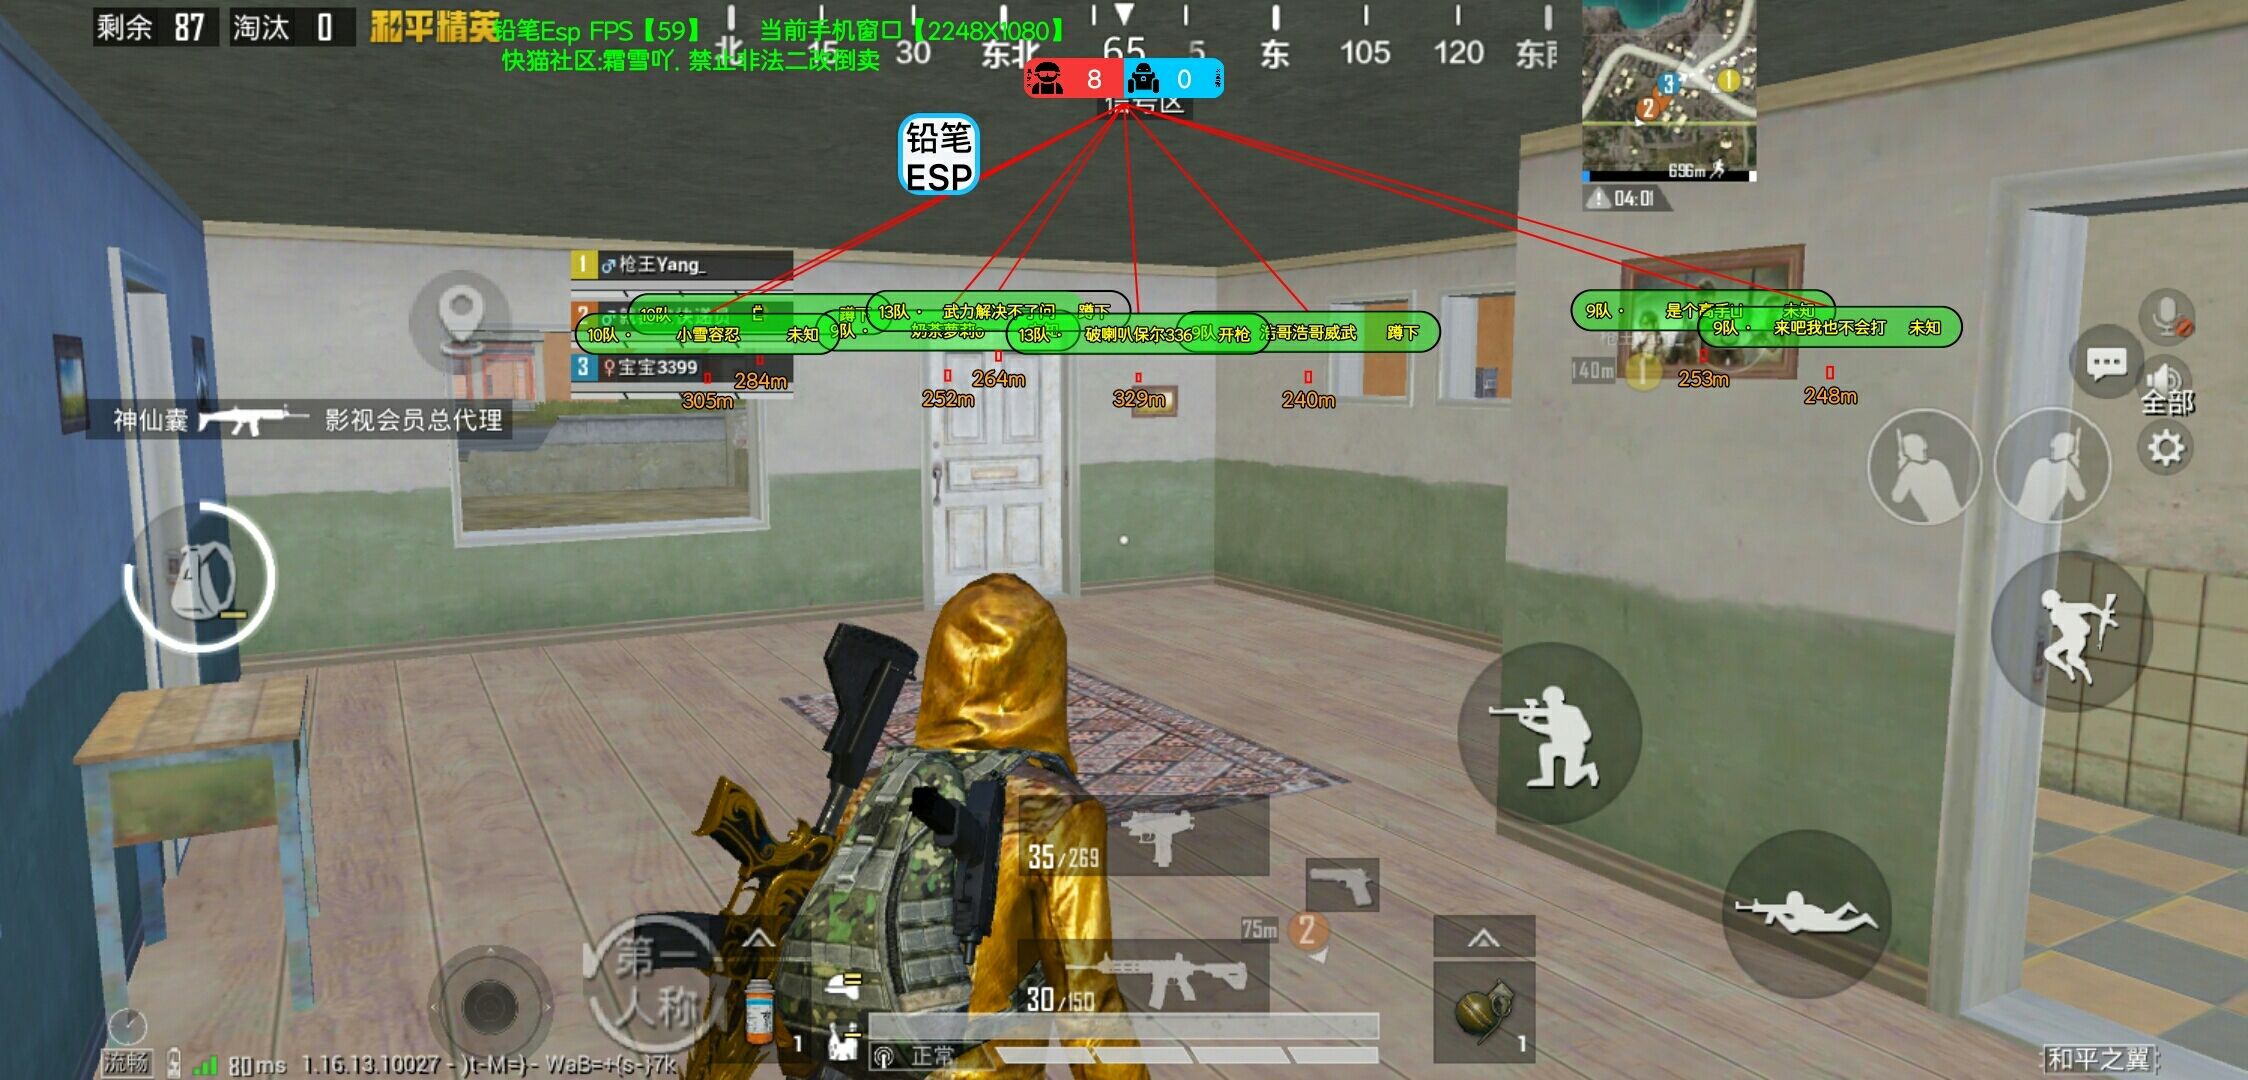 剩余 87 淘汰 0
和平精英
铅笔Esp FPS【59】 当前手机窗口【2248X1080】
快猫社区:霜雪吖. 禁止非法二改倒卖
北 15 30 东北 65 东 105 120
8 0
信号区
铅笔
ESP
3 1
2
696m
04:01
1 枪王Yang_
2
3 宝宝3399
10队·
10队· 小雪容忍 未知
13队· 武力解决不了问 蹲下
9队· 奶茶萝莉
13队· 破喇叭保尔336 开枪
9队 浩哥浩哥威武 蹲下
9队· 是个高手 未知
9队· 来吧我也不会打 未知
284m
305m
264m
252m
329m
240m
253m
248m
140m 1
全部
神仙囊 影视会员总代理
35/269
75m 2
30/150
第一
人称
1
1
正常
流畅 80ms 1.16.13.10027 - )t-M=}- WaB=+{s-}7k
和平之翼